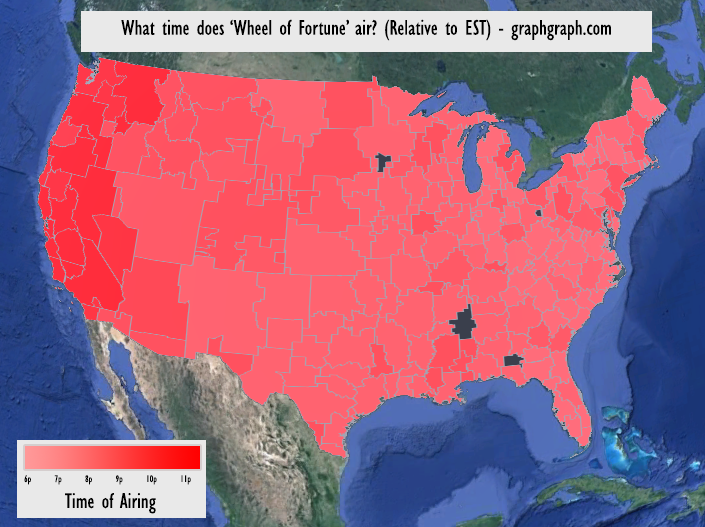 What time does ‘Wheel of Fortune’ air? (Relative to EST) - graphgraph.com
6p 7p 8p 9p 10p 11p
Time of Airing